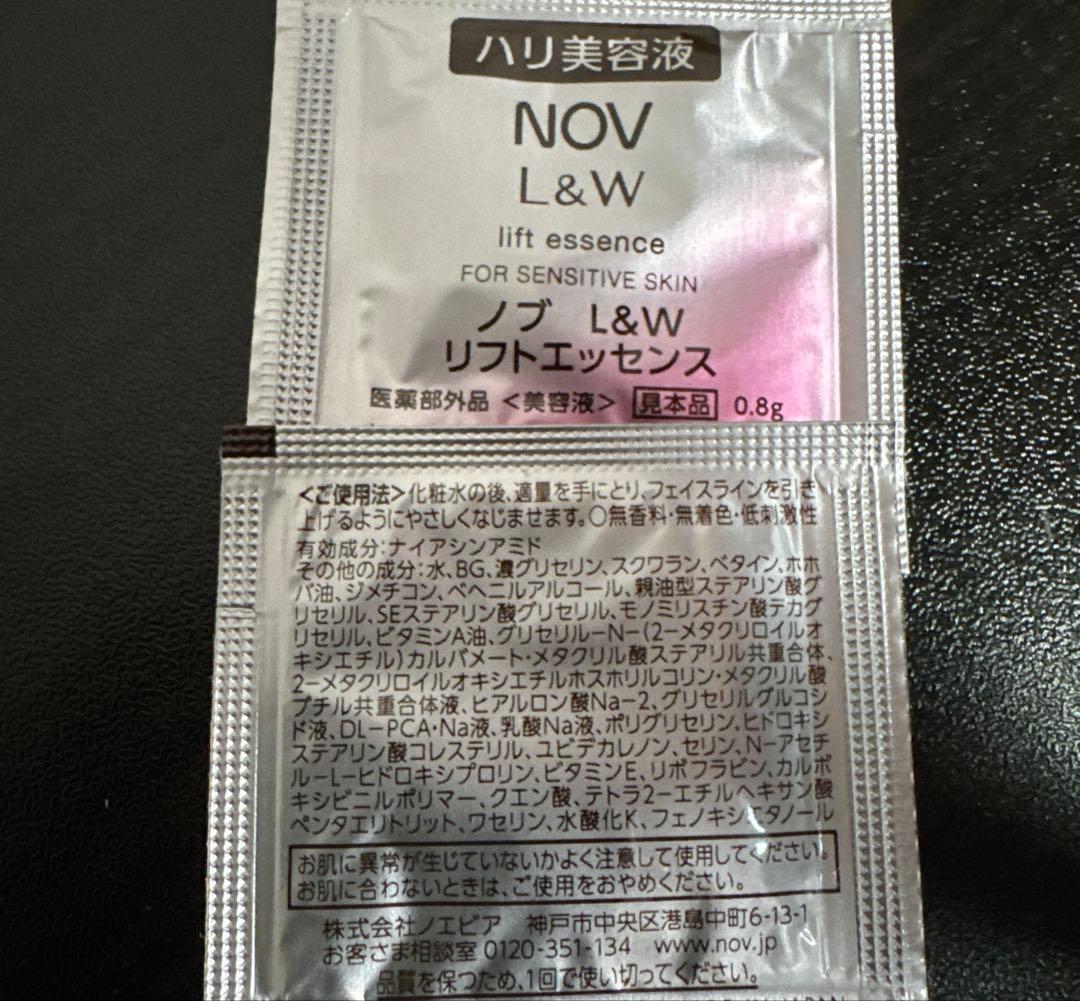 ハリ美容液
NOV
L&W
lift essence
FOR SENSITIVE SKIN
ノブ L&W
リフトエッセンス
医薬部外品 <美容液> 見本品 0.8g
<ご使用法>化粧水の後、適量を手にとり、フェイスラインを引き
上げるようにやさしくなじませます。〇無香料・無着色・低刺激性
有効成分:ナイアシンアミド
その他の成分:水、BG、濃グリセリン、スクワラン、ベタイン、ホホ
バ油、ジメチコン、ベヘニルアルコール、親油型ステアリン酸グ
リセリル、SEステアリン酸グリセリル、モノミリスチン酸デカグ
リセリル、ビタミンA油、グリセリル-N-(2-メタクリロイルオ
キシエチル)カルバメート・メタクリル酸ステアリル共重合体、
2-メタクリロイルオキシエチルホスホリルコリン・メタクリル酸
ブチル共重合体液、ヒアルロン酸Na-2、グリセリルグルコシ
ド液、DL-PCA・Na液、乳酸Na液、ポリグリセリン、ヒドロキシ
ステアリン酸コレステリル、ユビデカレノン、セリン、N-アセチ
ル-L-ヒドロキシプロリン、ビタミンE、リボフラビン、カルボ
キシビニルポリマー、クエン酸、テトラ2-エチルヘキサン酸
ペンタエリトリット、ワセリン、水酸化K、フェノキシエタノール
お肌に異常が生じていないかよく注意して使用してください。
お肌に合わないときは、ご使用をおやめください。
株式会社ノエビア 神戸市中央区港島中町6-13-1
お客さま相談室 0120-351-134 www.nov.jp
品質を保つため、1回で使い切ってください。